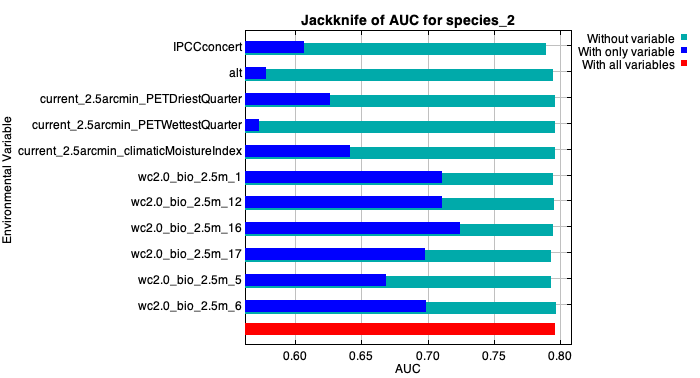 Jackknife of AUC for species_2
Without variable
With only variable
With all variables
Environmental Variable
IPCCconcert
alt
current_2.5arcmin_PETDriestQuarter
current_2.5arcmin_PETWettestQuarter
current_2.5arcmin_climaticMoistureIndex
wc2.0_bio_2.5m_1
wc2.0_bio_2.5m_12
wc2.0_bio_2.5m_16
wc2.0_bio_2.5m_17
wc2.0_bio_2.5m_5
wc2.0_bio_2.5m_6
0.60 0.65 0.70 0.75 0.80
AUC